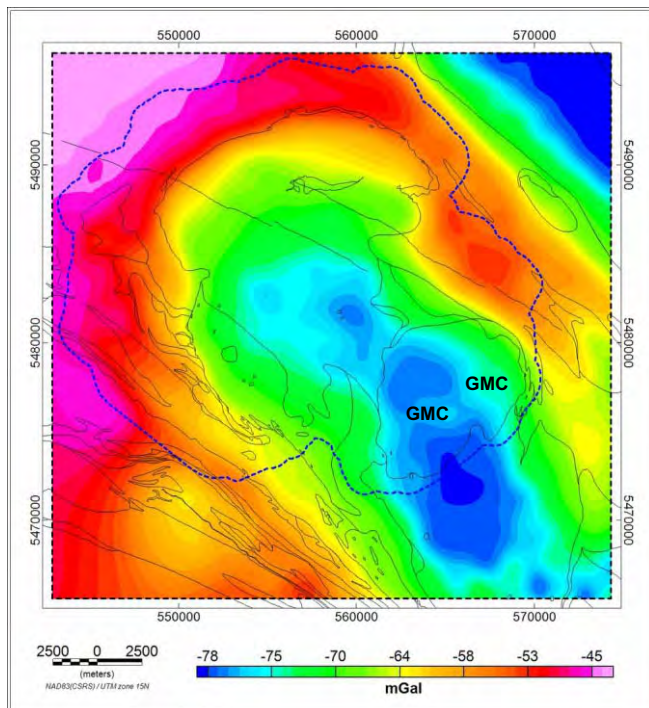 550000 560000 570000
5490000 5490000
5480000 5480000
GMC
GMC
5470000 5470000
550000 560000 570000
2500 0 2500
(meters)
NAD83(CSRS) / UTM zone 15N
-78 -75 -70 -64 -58 -53 -45
mGal